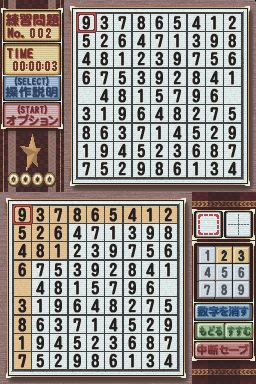 練習問題
No. 002
TIME
00:00:03
(SELECT)
操作説明
(START)
オプション
0000
9 3 7 8 6 5 4 1 2
5 2 6 4 7 1 3 9 8
4 8 1 2 3 9 7 5 6
6 7 5 3 9 2 8 4 1
4 8 1 5 7 9 6
3 1 9 6 4 8 2 7 5
8 6 3 7 1 4 5 2 9
1 9 4 5 2 3 6 8 7
7 5 2 9 8 6 1 3 4
9 3 7 8 6 5 4 1 2
5 2 6 4 7 1 3 9 8
4 8 1 2 3 9 7 5 6
6 7 5 3 9 2 8 4 1
4 8 1 5 7 9 6
3 1 9 6 4 8 2 7 5
8 6 3 7 1 4 5 2 9
1 9 4 5 2 3 6 8 7
7 5 2 9 8 6 1 3 4
1 2 3
4 5 6
7 8 9
数字を消す
もどる すすむ
中断セーブ